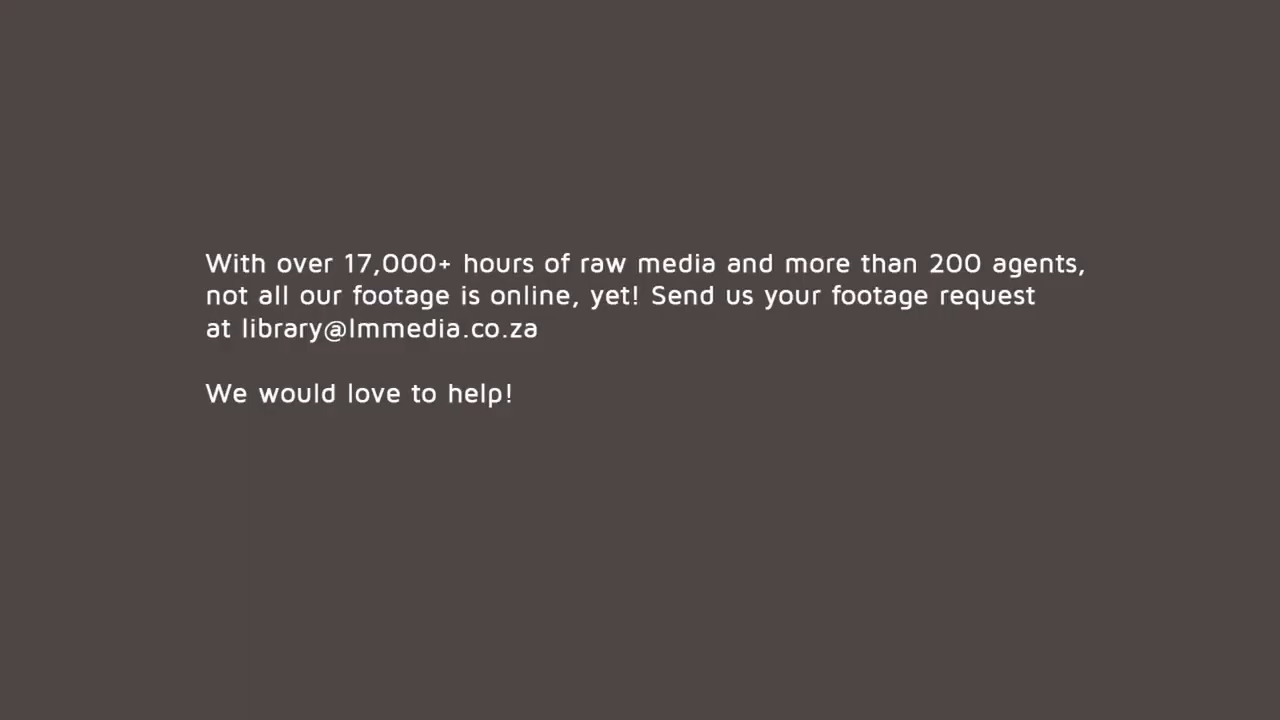 With over 17,000+ hours of raw media and more than 200 agents,
not all our footage is online, yet! Send us your footage request
at library@lmmedia.co.za
We would love to help!